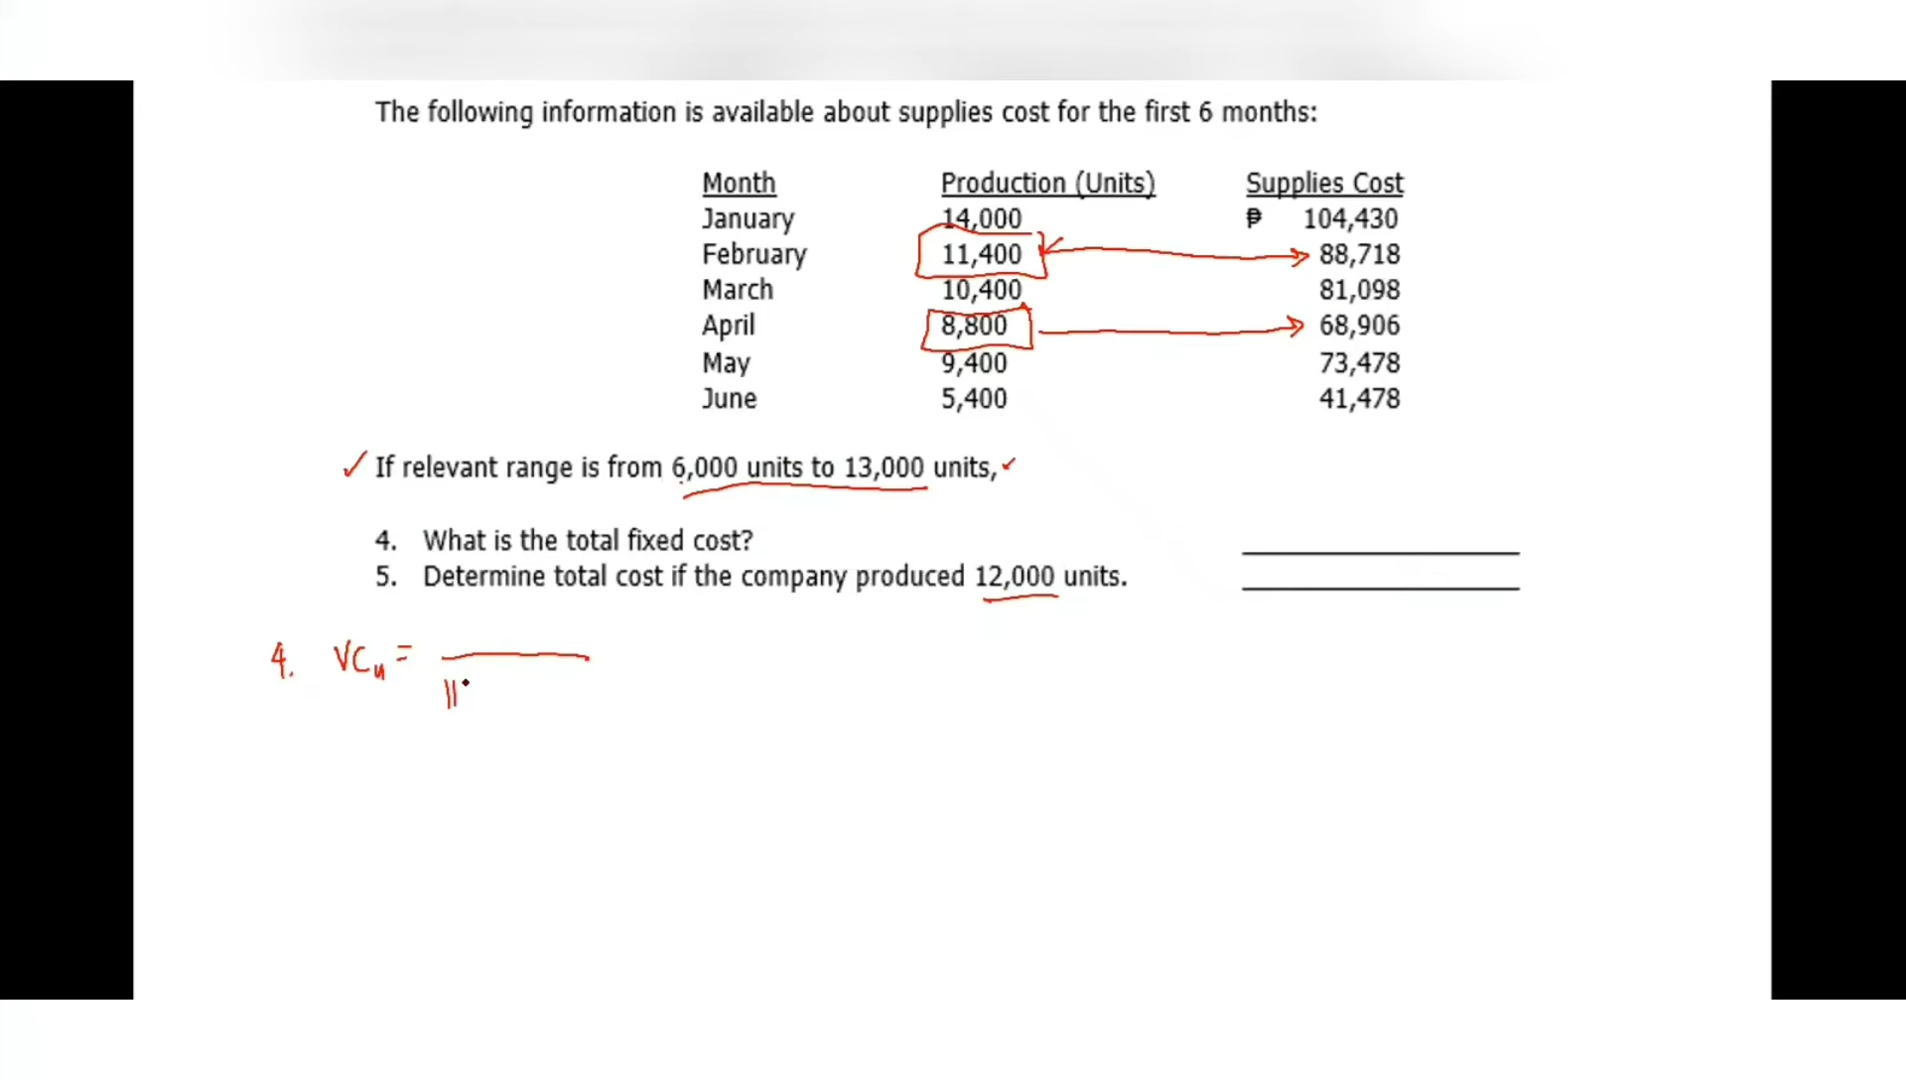 The following information is available about supplies cost for the first 6 months:
Month Production (Units) Supplies Cost
January 14,000 ₱ 104,430
February 11,400 88,718
March 10,400 81,098
April 8,800 68,906
May 9,400 73,478
June 5,400 41,478
✓ If relevant range is from 6,000 units to 13,000 units, ✓
4. What is the total fixed cost?
5. Determine total cost if the company produced 12,000 units.
4. VCu =
11